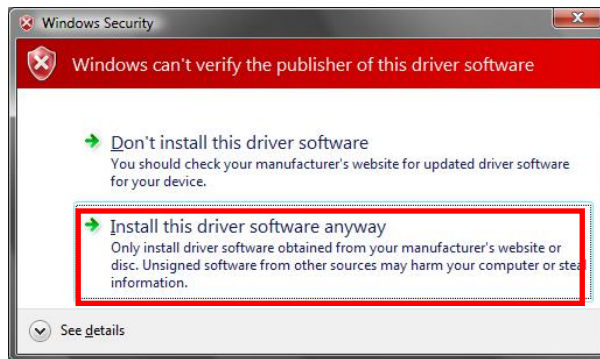 Windows Security
Windows can't verify the publisher of this driver software
Don't install this driver software
You should check your manufacturer's website for updated driver software
for your device.
Install this driver software anyway
Only install driver software obtained from your manufacturer's website or
disc. Unsigned software from other sources may harm your computer or steal
information.
See details